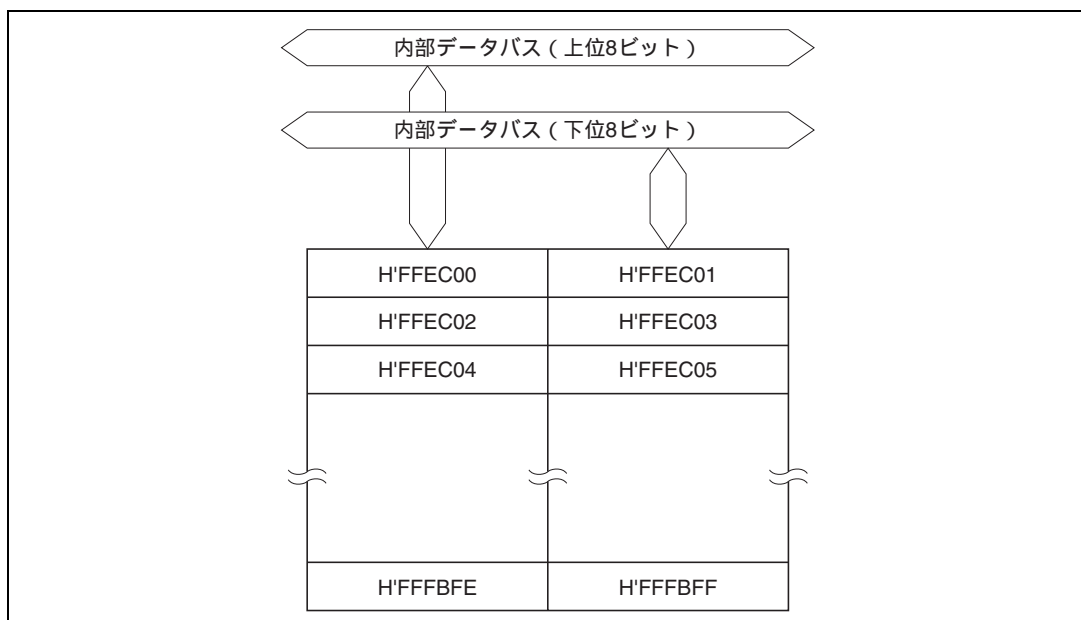 内部データバス（上位8ビット）
内部データバス（下位8ビット）
H'FFEC00 H'FFEC01
H'FFEC02 H'FFEC03
H'FFEC04 H'FFEC05
H'FFFBFE H'FFFBFF